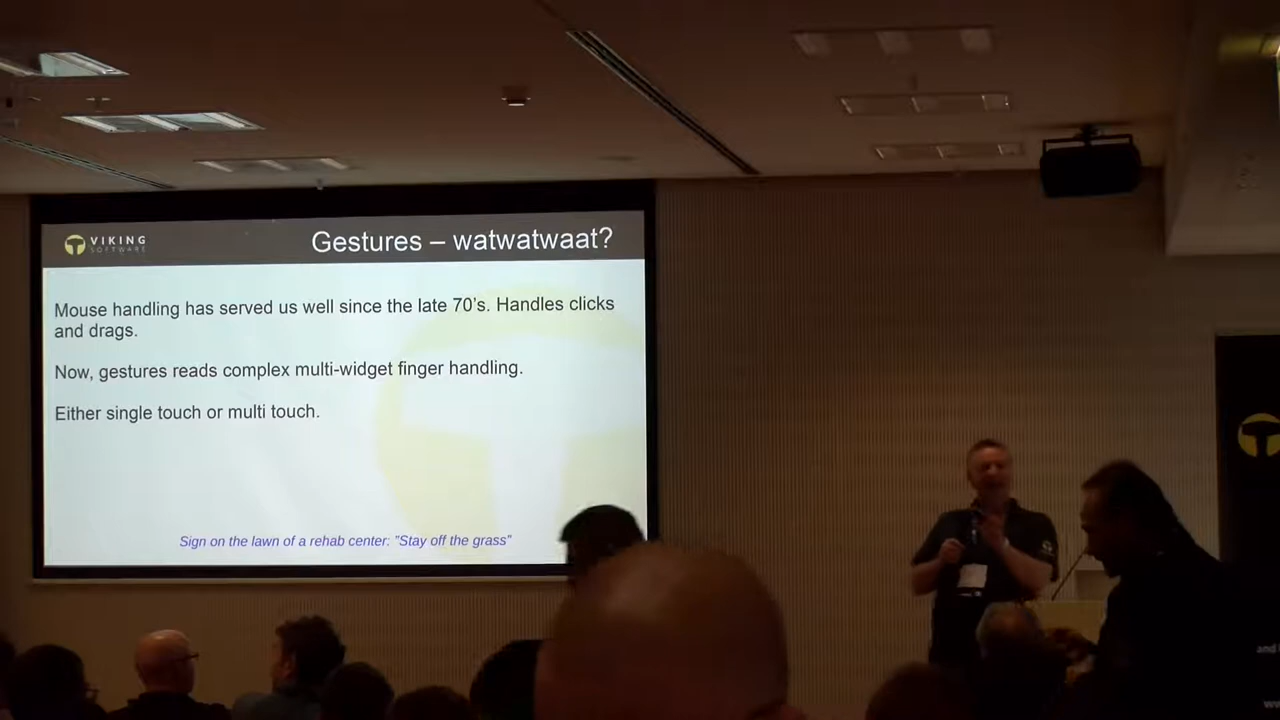 VIKING
SOFTWARE
Gestures – watwatwaat?
Mouse handling has served us well since the late 70's. Handles clicks
and drags.
Now, gestures reads complex multi-widget finger handling.
Either single touch or multi touch.
Sign on the lawn of a rehab center: "Stay off the grass"
and